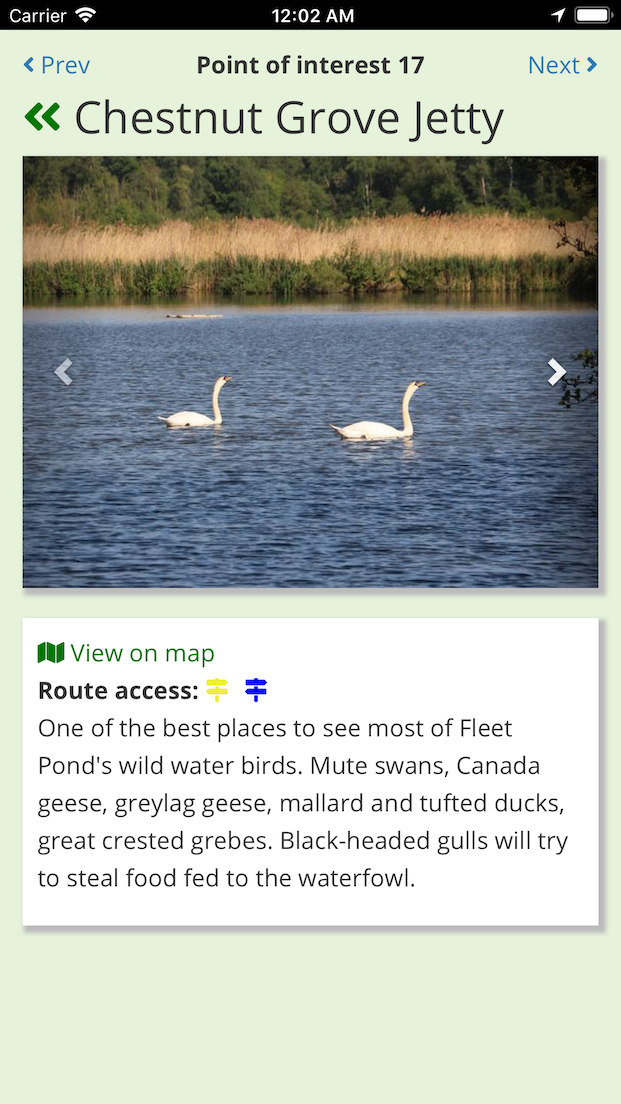 Carrier 12:02 AM
Prev Point of interest 17 Next
Chestnut Grove Jetty
View on map
Route access:
One of the best places to see most of Fleet
Pond's wild water birds. Mute swans, Canada
geese, greylag geese, mallard and tufted ducks,
great crested grebes. Black-headed gulls will try
to steal food fed to the waterfowl.